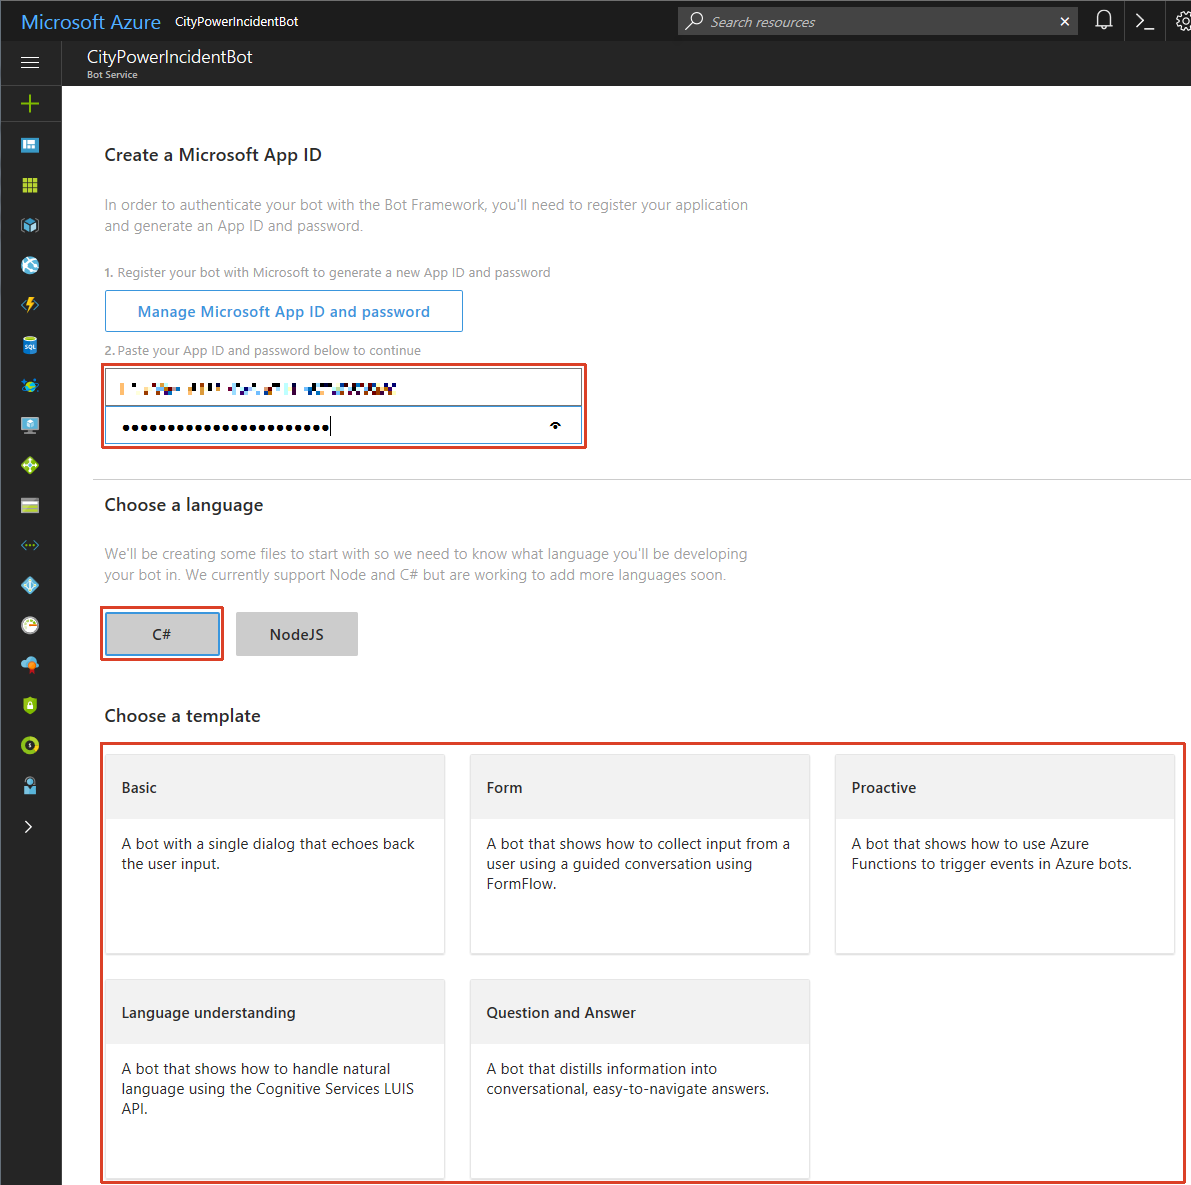 Microsoft Azure CityPowerIncidentBot
Search resources
CityPowerIncidentBot
Bot Service
Create a Microsoft App ID
In order to authenticate your bot with the Bot Framework, you'll need to register your application
and generate an App ID and password.
1. Register your bot with Microsoft to generate a new App ID and password
Manage Microsoft App ID and password
2. Paste your App ID and password below to continue
Choose a language
We'll be creating some files to start with so we need to know what language you'll be developing
your bot in. We currently support Node and C# but are working to add more languages soon.
C#
NodeJS
Choose a template
Basic
A bot with a single dialog that echoes back
the user input.
Form
A bot that shows how to collect input from a
user using a guided conversation using
FormFlow.
Proactive
A bot that shows how to use Azure
Functions to trigger events in Azure bots.
Language understanding
A bot that shows how to handle natural
language using the Cognitive Services LUIS
API.
Question and Answer
A bot that distills information into
conversational, easy-to-navigate answers.